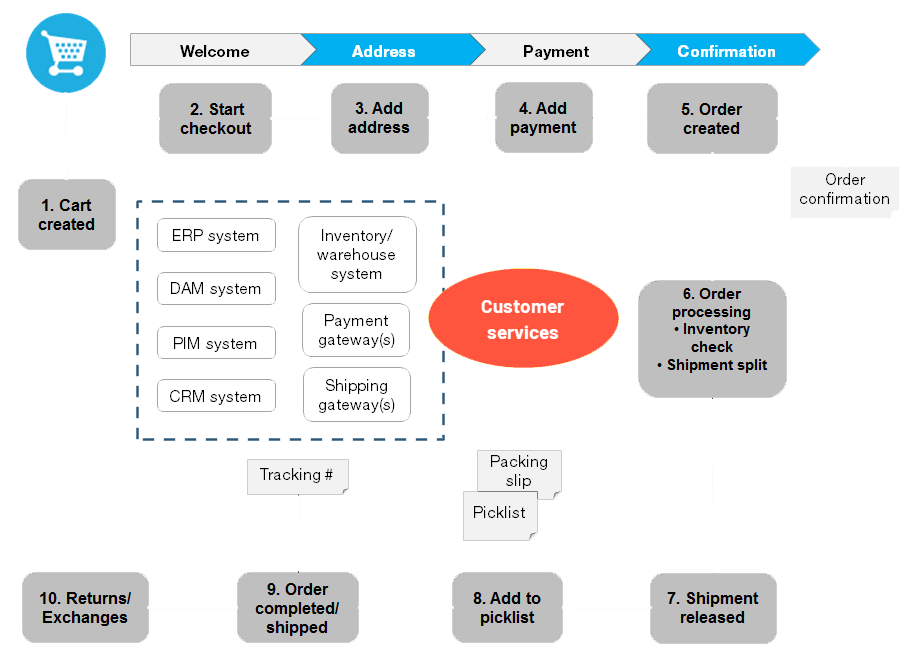 Welcome
Address
Payment
Confirmation
2. Start
checkout
3. Add
address
4. Add
payment
5. Order
created
Order
confirmation
1. Cart
created
ERP system
DAM system
PIM system
CRM system
Inventory/
warehouse
system
Payment
gateway(s)
Shipping
gateway(s)
Customer
services
6. Order
processing
• Inventory
check
• Shipment split
Tracking #
Packing
slip
Picklist
10. Returns/
Exchanges
9. Order
completed/
shipped
8. Add to
picklist
7. Shipment
released